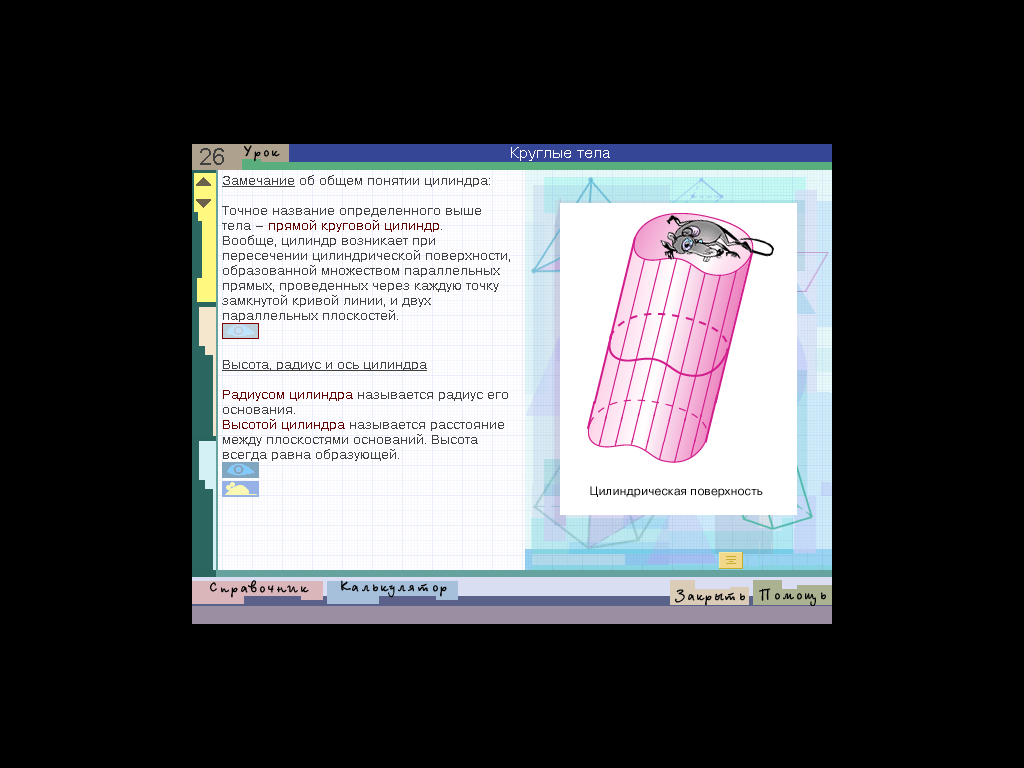 26
Урок
Круглые тела
Замечание об общем понятии цилиндра:
Точное название определенного выше
тела – прямой круговой цилиндр.
Вообще, цилиндр возникает при
пересечении цилиндрической поверхности,
образованной множеством параллельных
прямых, проведенных через каждую точку
замкнутой кривой линии, и двух
параллельных плоскостей.
Высота, радиус и ось цилиндра
Радиусом цилиндра называется радиус его
основания.
Высотой цилиндра называется расстояние
между плоскостями оснований. Высота
всегда равна образующей.
Цилиндрическая поверхность
Справочник
Калькулятор
Закрыть
Помощь